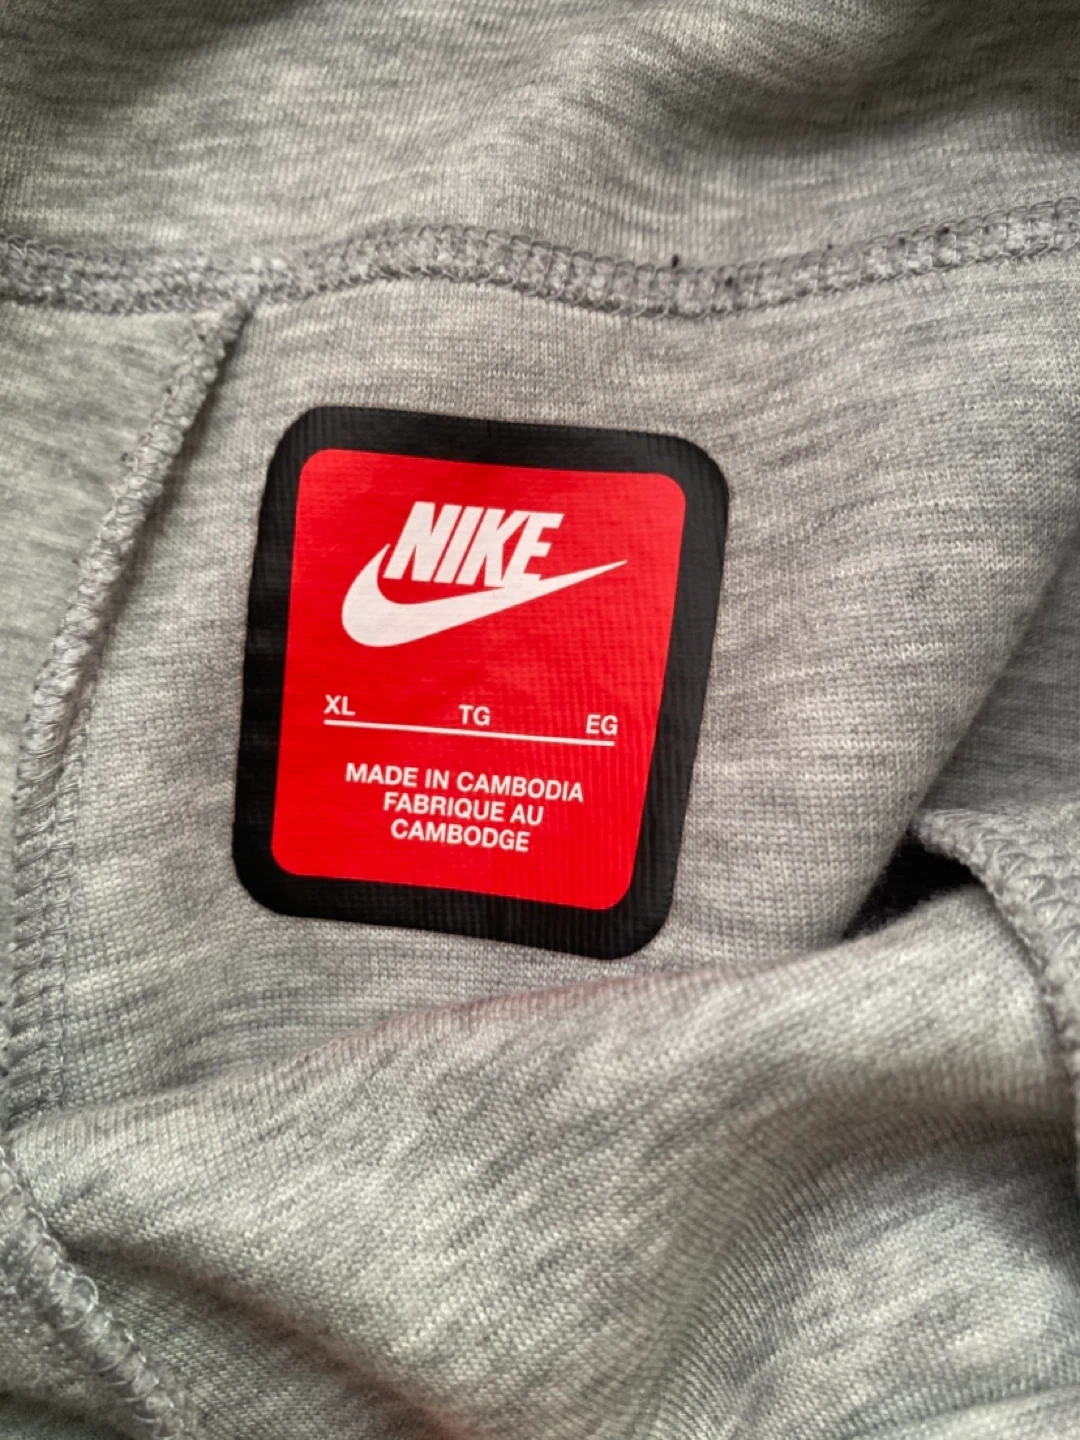 NIKE
XL TG EG
MADE IN CAMBODIA
FABRIQUE AU
CAMBODGE